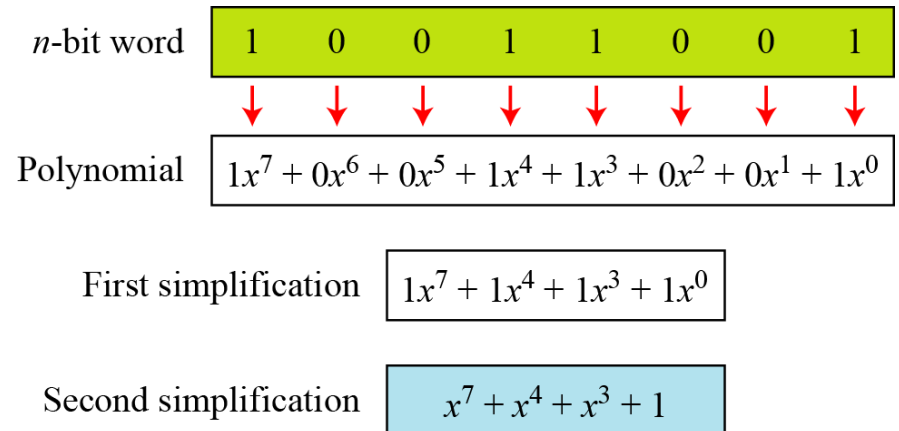 n-bit word 1 0 0 1 1 0 0 1
Polynomial 1x⁷ + 0x⁶ + 0x⁵ + 1x⁴ + 1x³ + 0x² + 0x¹ + 1x⁰
First simplification 1x⁷ + 1x⁴ + 1x³ + 1x⁰
Second simplification x⁷ + x⁴ + x³ + 1